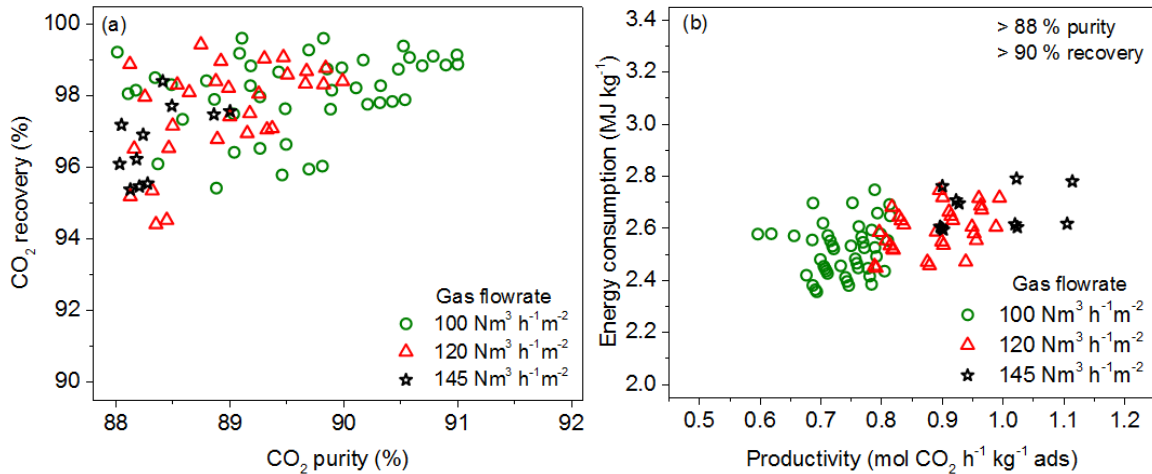 (a)
100
98
96
94
92
90
CO₂ recovery (%)
Gas flowrate
100 Nm³ h⁻¹m⁻²
120 Nm³ h⁻¹m⁻²
145 Nm³ h⁻¹m⁻²
88 89 90 91 92
CO₂ purity (%)
(b)
> 88 % purity
> 90 % recovery
3.4
3.2
3.0
2.8
2.6
2.4
2.2
2.0
Energy consumption (MJ kg⁻¹)
Gas flowrate
100 Nm³ h⁻¹m⁻²
120 Nm³ h⁻¹m⁻²
145 Nm³ h⁻¹m⁻²
0.5 0.6 0.7 0.8 0.9 1.0 1.1 1.2
Productivity (mol CO₂ h⁻¹ kg⁻¹ ads)